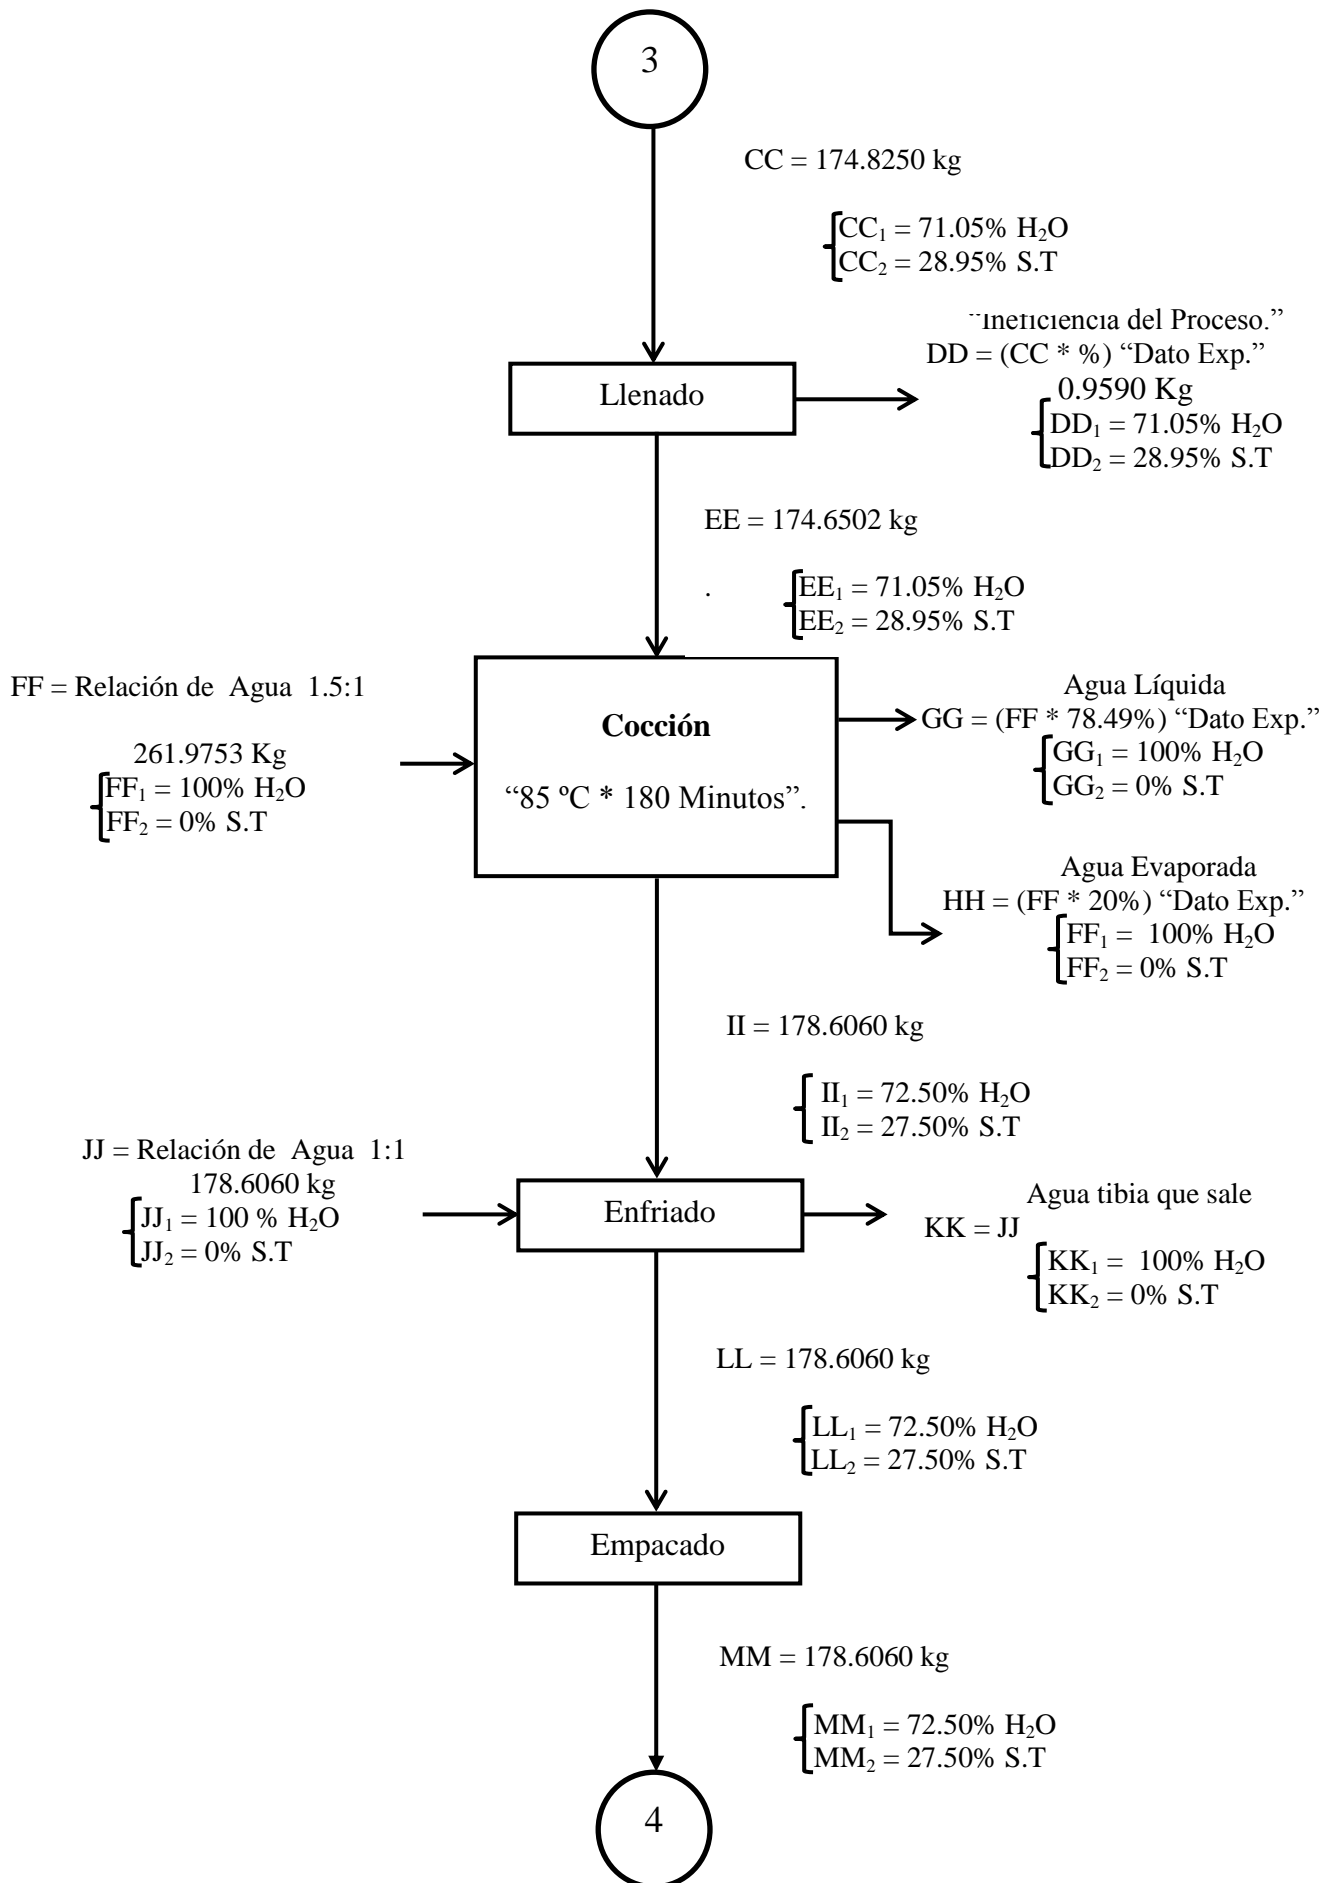 3
CC = 174.8250 kg
CC₁ = 71.05% H₂O
CC₂ = 28.95% S.T
“Ineficiencia del Proceso.”
DD = (CC * %) “Dato Exp.”
0.9590 Kg
DD₁ = 71.05% H₂O
DD₂ = 28.95% S.T
Llenado
EE = 174.6502 kg
.
EE₁ = 71.05% H₂O
EE₂ = 28.95% S.T
FF = Relación de Agua 1.5:1
261.9753 Kg
FF₁ = 100% H₂O
FF₂ = 0% S.T
Cocción
“85 ºC * 180 Minutos”.
Agua Líquida
GG = (FF * 78.49%) “Dato Exp.”
GG₁ = 100% H₂O
GG₂ = 0% S.T
Agua Evaporada
HH = (FF * 20%) “Dato Exp.”
FF₁ = 100% H₂O
FF₂ = 0% S.T
II = 178.6060 kg
II₁ = 72.50% H₂O
II₂ = 27.50% S.T
JJ = Relación de Agua 1:1
178.6060 kg
JJ₁ = 100 % H₂O
JJ₂ = 0% S.T
Enfriado
Agua tibia que sale
KK = JJ
KK₁ = 100% H₂O
KK₂ = 0% S.T
LL = 178.6060 kg
LL₁ = 72.50% H₂O
LL₂ = 27.50% S.T
Empacado
MM = 178.6060 kg
MM₁ = 72.50% H₂O
MM₂ = 27.50% S.T
4